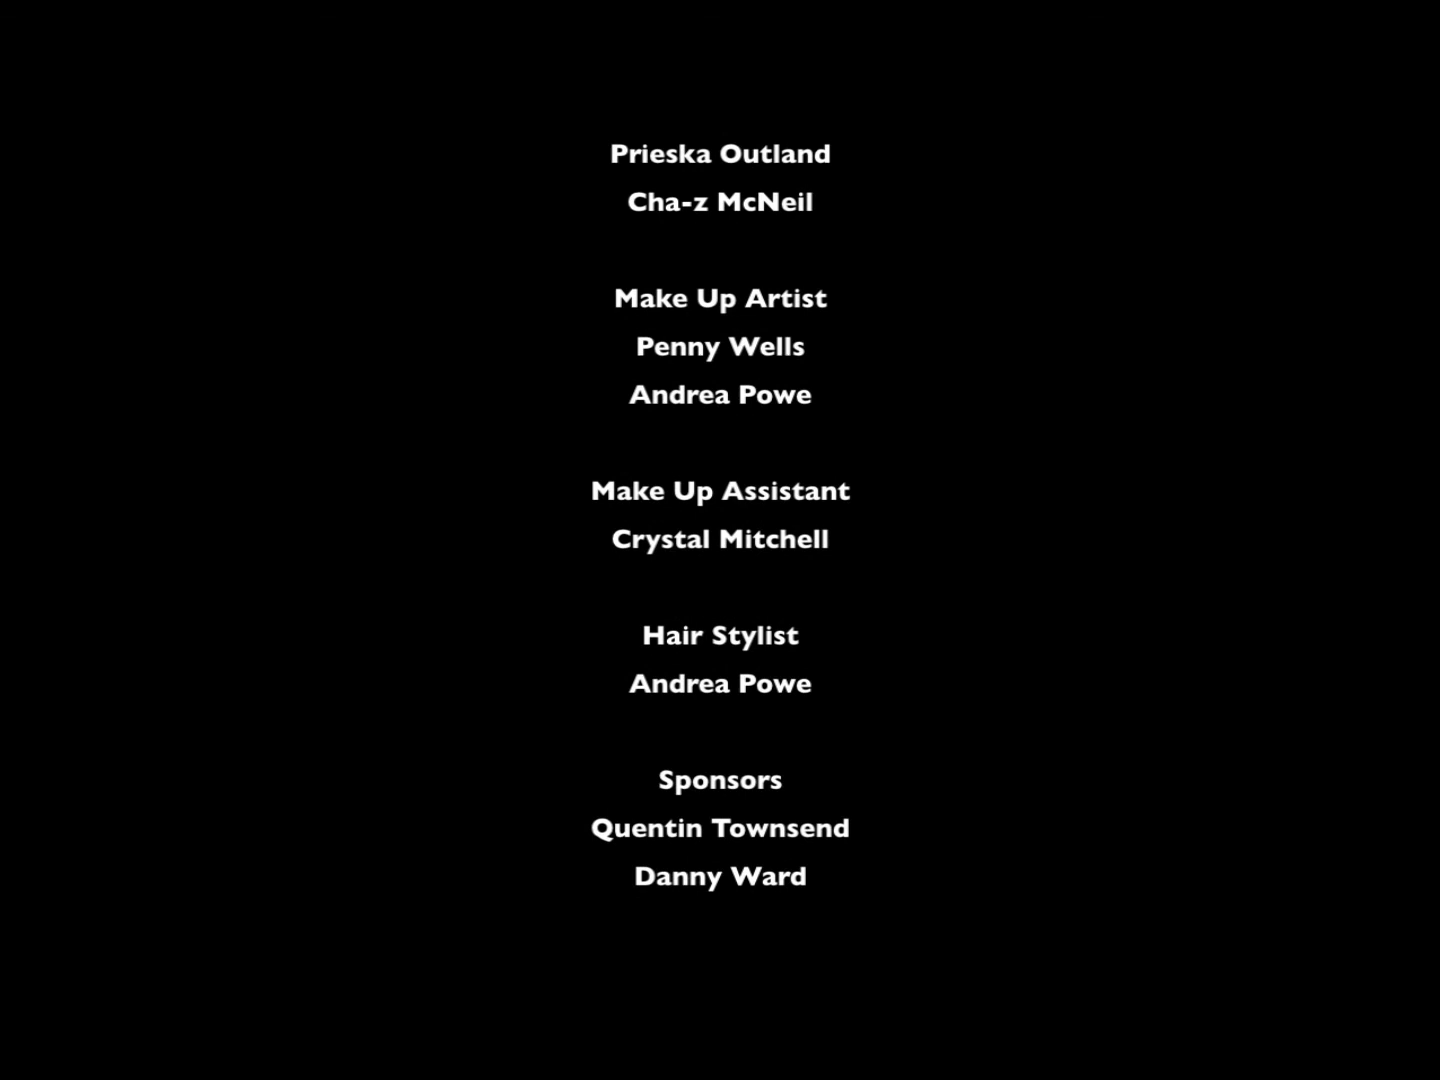 Prieska Outland
Cha-z McNeil
Make Up Artist
Penny Wells
Andrea Powe
Make Up Assistant
Crystal Mitchell
Hair Stylist
Andrea Powe
Sponsors
Quentin Townsend
Danny Ward